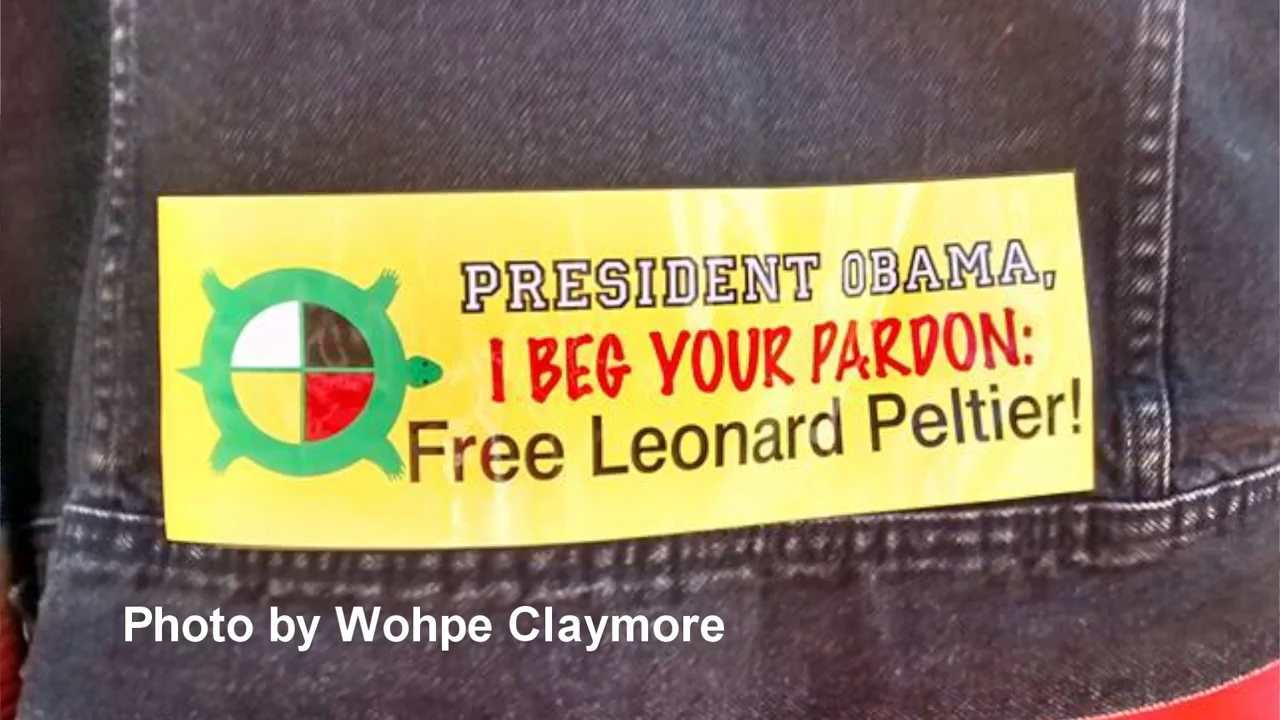 PRESIDENT OBAMA,
I BEG YOUR PARDON:
Free Leonard Peltier!
Photo by Wohpe Claymore